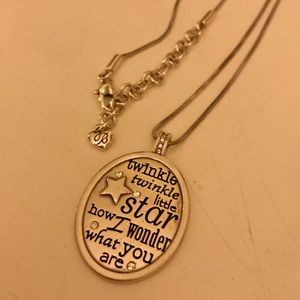 twinkle
twinkle
little
star
how I wonder
what you
are